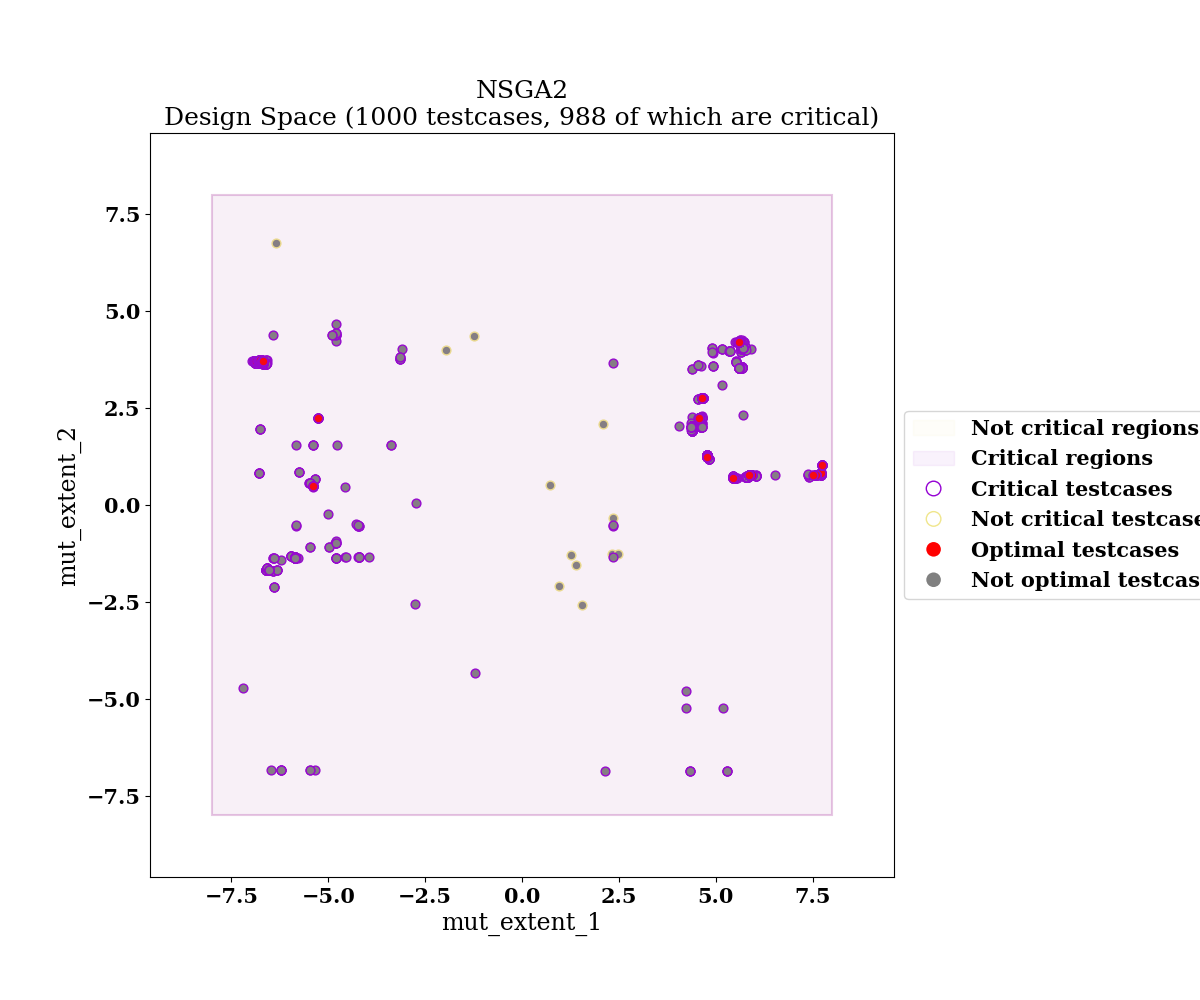 NSGA2
Design Space (1000 testcases, 988 of which are critical)
7.5
5.0
2.5
0.0
−2.5
−5.0
−7.5
mut_extent_2
−7.5 −5.0 −2.5 0.0 2.5 5.0 7.5
mut_extent_1
Not critical regions
Critical regions
Critical testcases
Not critical testcase
Optimal testcases
Not optimal testcas